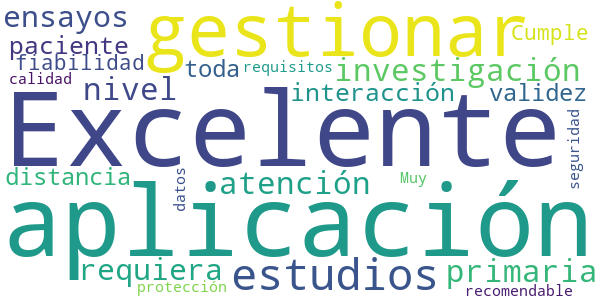 ensayos
gestionar
Cumple
paciente
fiabilidad
toda
requisitos
investigación
calidad
nivel
interacción
validez
Excelente
seguridad
distancia
datos
atención
Muy
aplicación
requiera
estudios
primaria
protección
recomendable